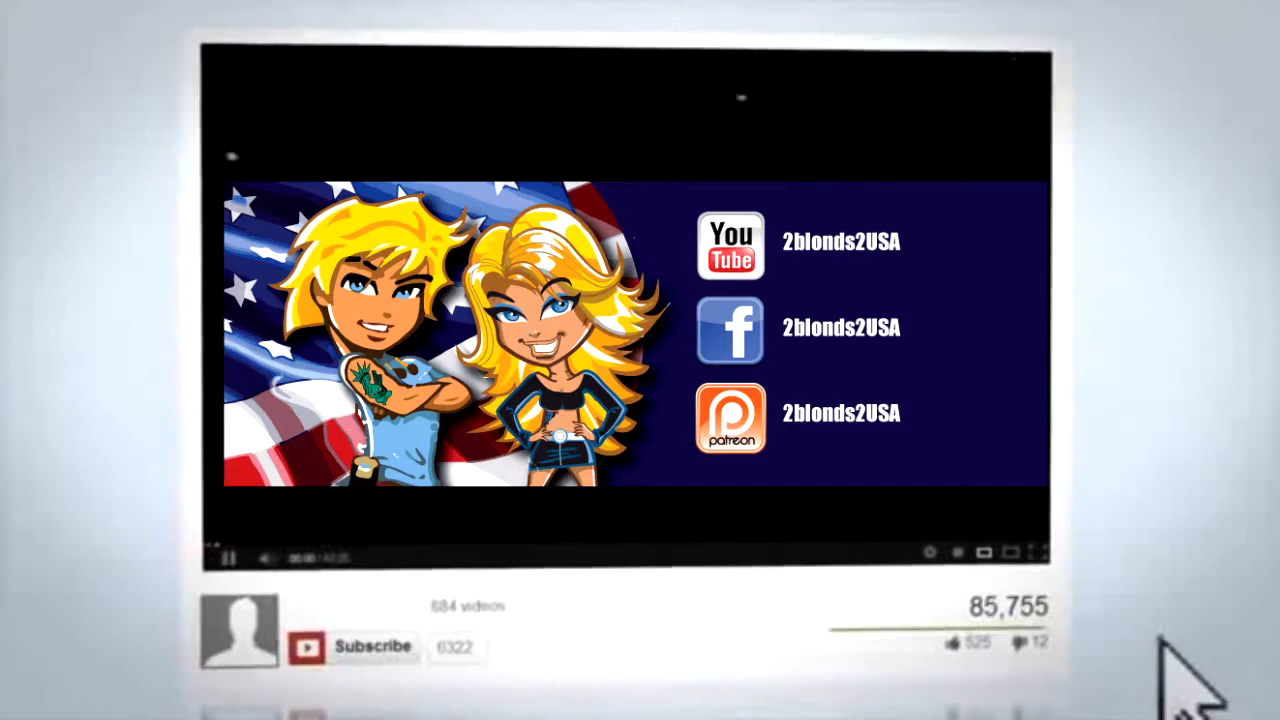 You
Tube
2blonds2USA
f
2blonds2USA
patreon
2blonds2USA
684 videos
85,755
Subscribe
6322
525
12